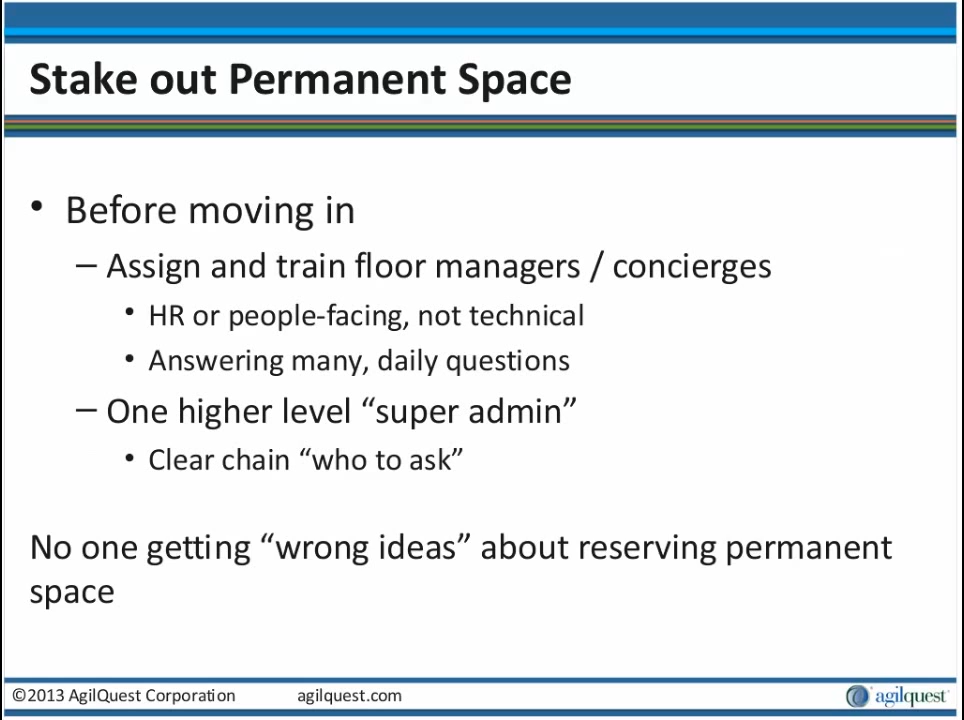 Stake out Permanent Space
• Before moving in
– Assign and train floor managers / concierges
• HR or people-facing, not technical
• Answering many, daily questions
– One higher level “super admin”
• Clear chain “who to ask”
No one getting “wrong ideas” about reserving permanent
space
©2013 AgilQuest Corporation agilquest.com agilquest